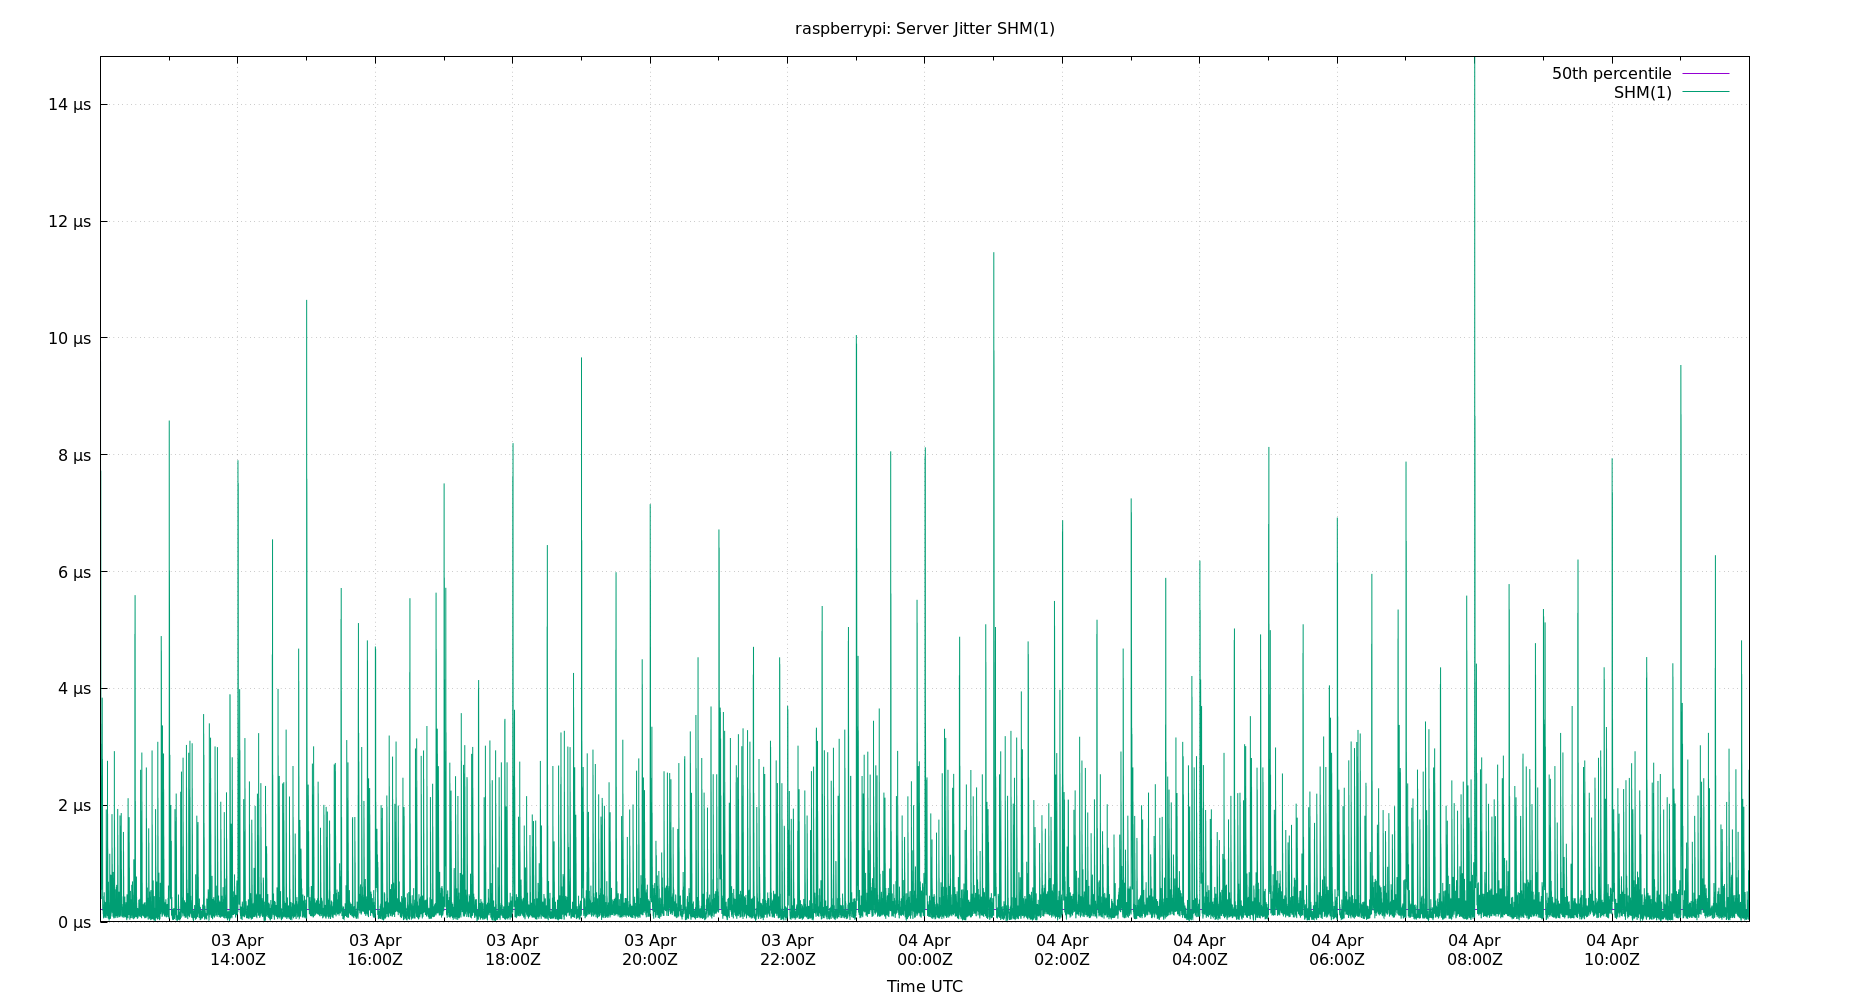 raspberrypi: Server Jitter SHM(1)
50th percentile
SHM(1)
14 µs
12 µs
10 µs
8 µs
6 µs
4 µs
2 µs
0 µs
03 Apr 03 Apr 03 Apr 03 Apr 03 Apr 04 Apr 04 Apr 04 Apr 04 Apr 04 Apr 04 Apr
14:00Z 16:00Z 18:00Z 20:00Z 22:00Z 00:00Z 02:00Z 04:00Z 06:00Z 08:00Z 10:00Z
Time UTC